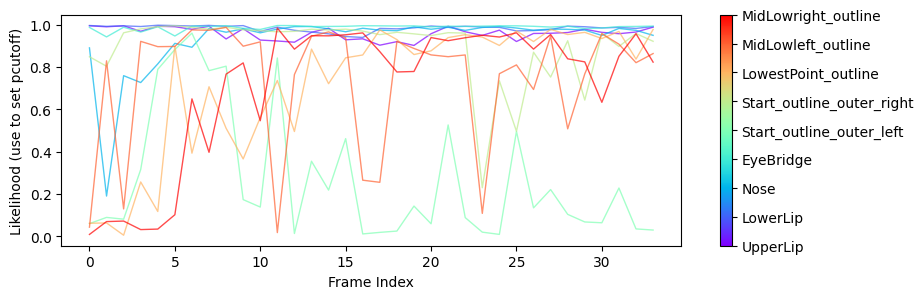 Likelihood (use to set pcutoff)
1.0
0.8
0.6
0.4
0.2
0.0
0 5 10 15 20 25 30
Frame Index
MidLowright_outline
MidLowleft_outline
LowestPoint_outline
Start_outline_outer_right
Start_outline_outer_left
EyeBridge
Nose
LowerLip
UpperLip